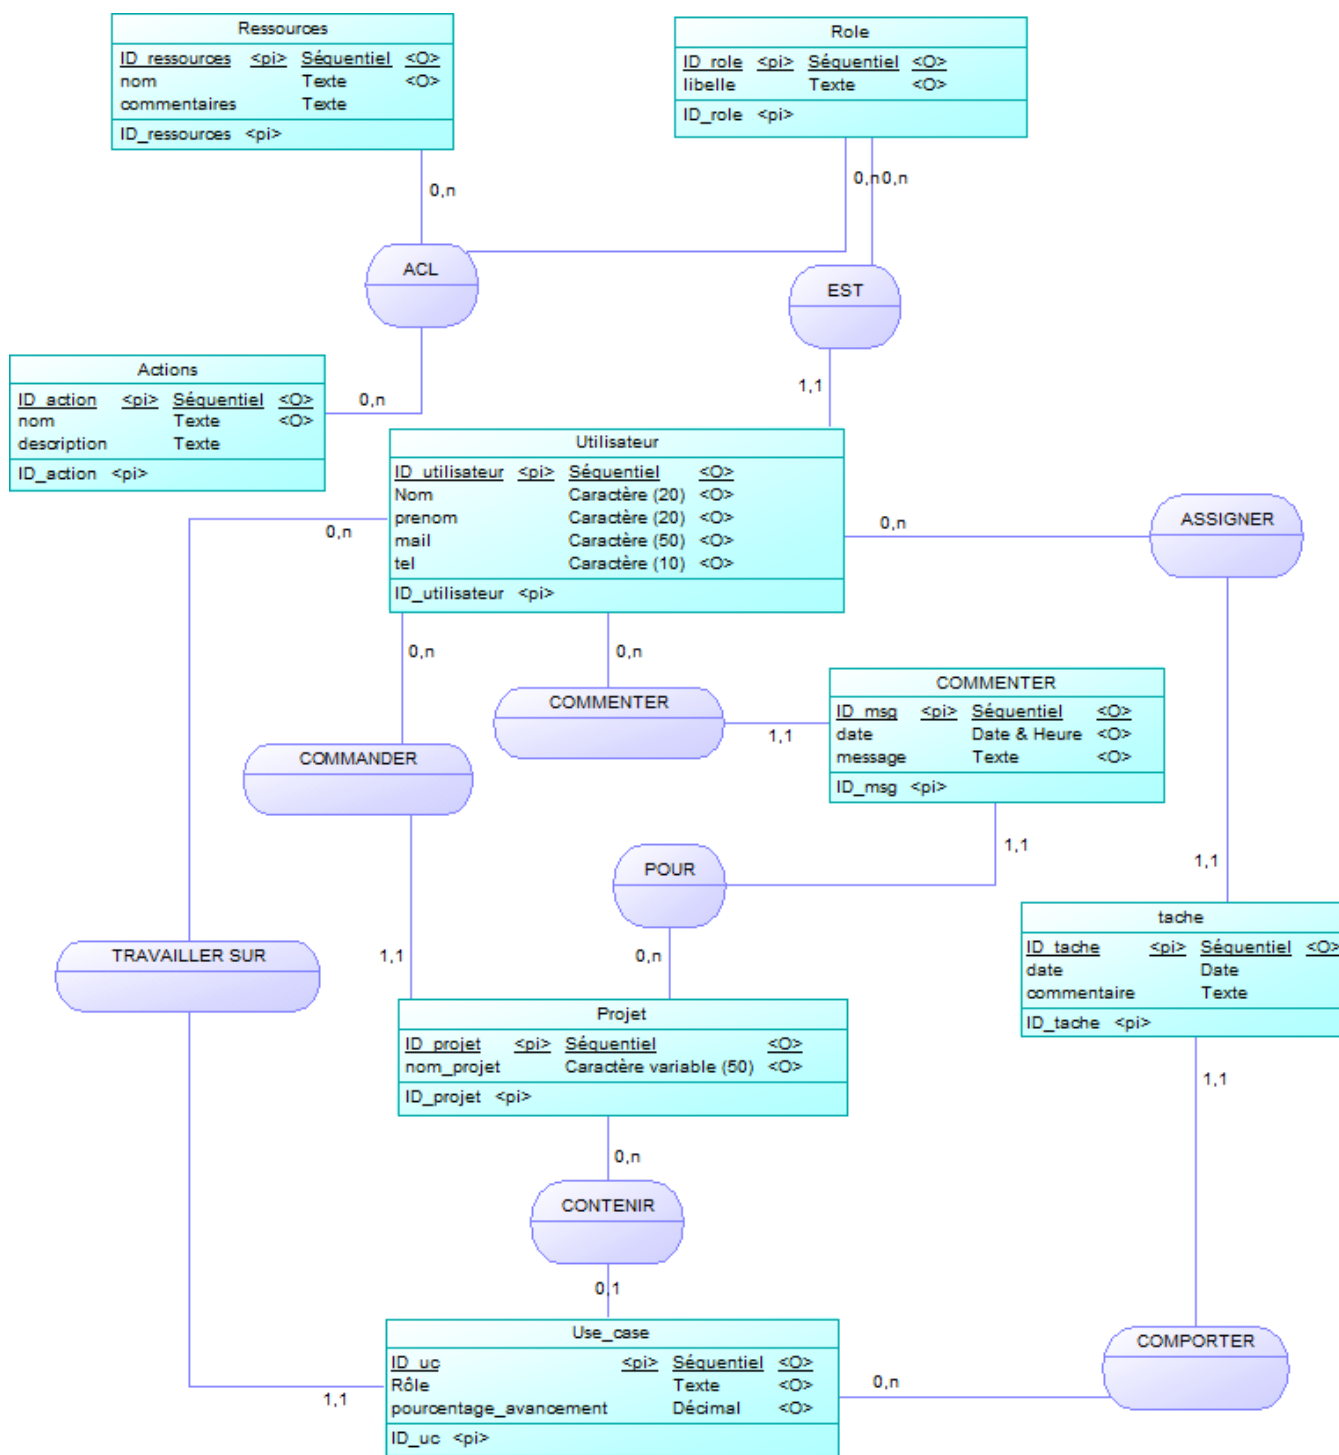 Ressources
ID_ressources <pi> Séquentiel <O>
nom Texte <O>
commentaires Texte
ID_ressources <pi>
Role
ID_role <pi> Séquentiel <O>
libelle Texte <O>
ID_role <pi>
0,n
0,n
0,n
ACL
EST
1,1
Actions
ID_action <pi> Séquentiel <O>
nom Texte <O>
description Texte
ID_action <pi>
0,n
Utilisateur
ID_utilisateur <pi> Séquentiel <O>
Nom Caractère (20) <O>
prenom Caractère (20) <O>
mail Caractère (50) <O>
tel Caractère (10) <O>
ID_utilisateur <pi>
0,n
0,n
ASSIGNER
0,n
0,n
COMMENTER
COMMENTER
ID_msg <pi> Séquentiel <O>
date Date & Heure <O>
message Texte <O>
ID_msg <pi>
1,1
COMMANDER
1,1
POUR
1,1
tache
ID_tache <pi> Séquentiel <O>
date Date
commentaire Texte
ID_tache <pi>
TRAVAILLER SUR
1,1
0,n
Projet
ID_projet <pi> Séquentiel <O>
nom_projet Caractère variable (50) <O>
ID_projet <pi>
1,1
0,n
CONTENIR
0,1
Use_case
ID_uc <pi> Séquentiel <O>
Rôle Texte <O>
pourcentage_avancement Décimal <O>
ID_uc <pi>
1,1
0,n
COMPORTER